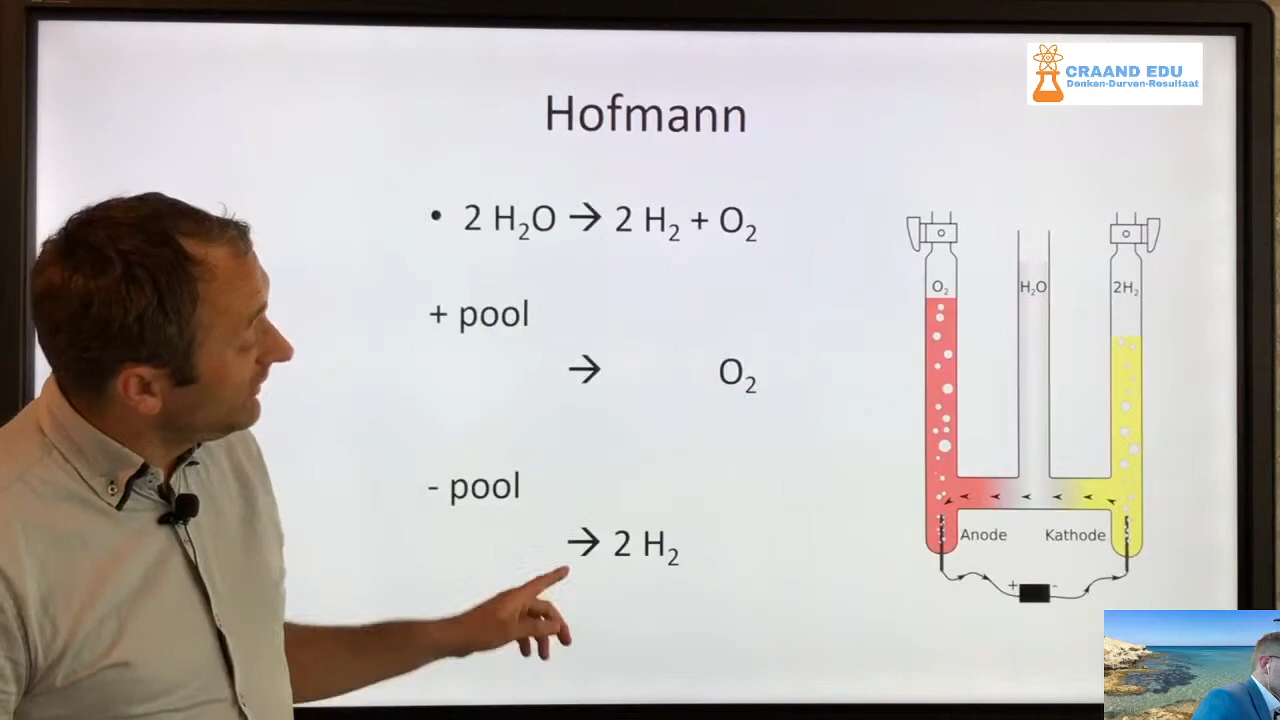 CRAAND EDU
Denken-Durven-Resultaat
Hofmann
• 2 H₂O → 2 H₂ + O₂
+ pool
→ O₂
- pool
→ 2 H₂
O₂
H₂O
2H₂
Anode
Kathode
+
-